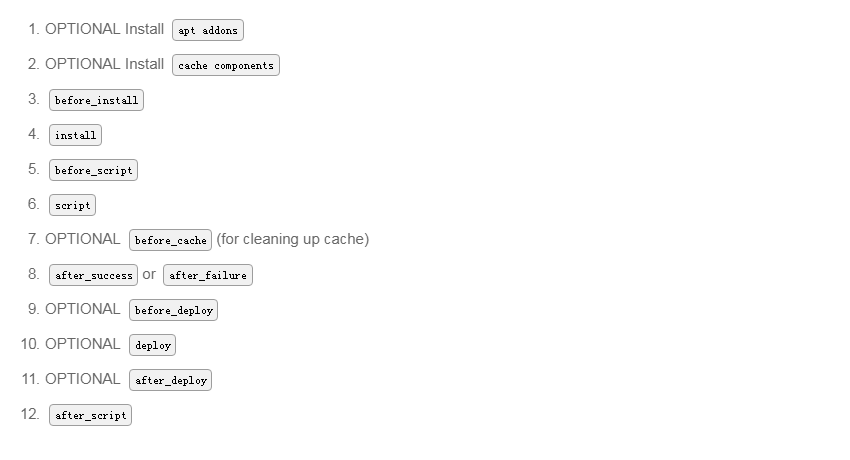 1. OPTIONAL Install apt addons
2. OPTIONAL Install cache components
3. before_install
4. install
5. before_script
6. script
7. OPTIONAL before_cache (for cleaning up cache)
8. after_success or after_failure
9. OPTIONAL before_deploy
10. OPTIONAL deploy
11. OPTIONAL after_deploy
12. after_script